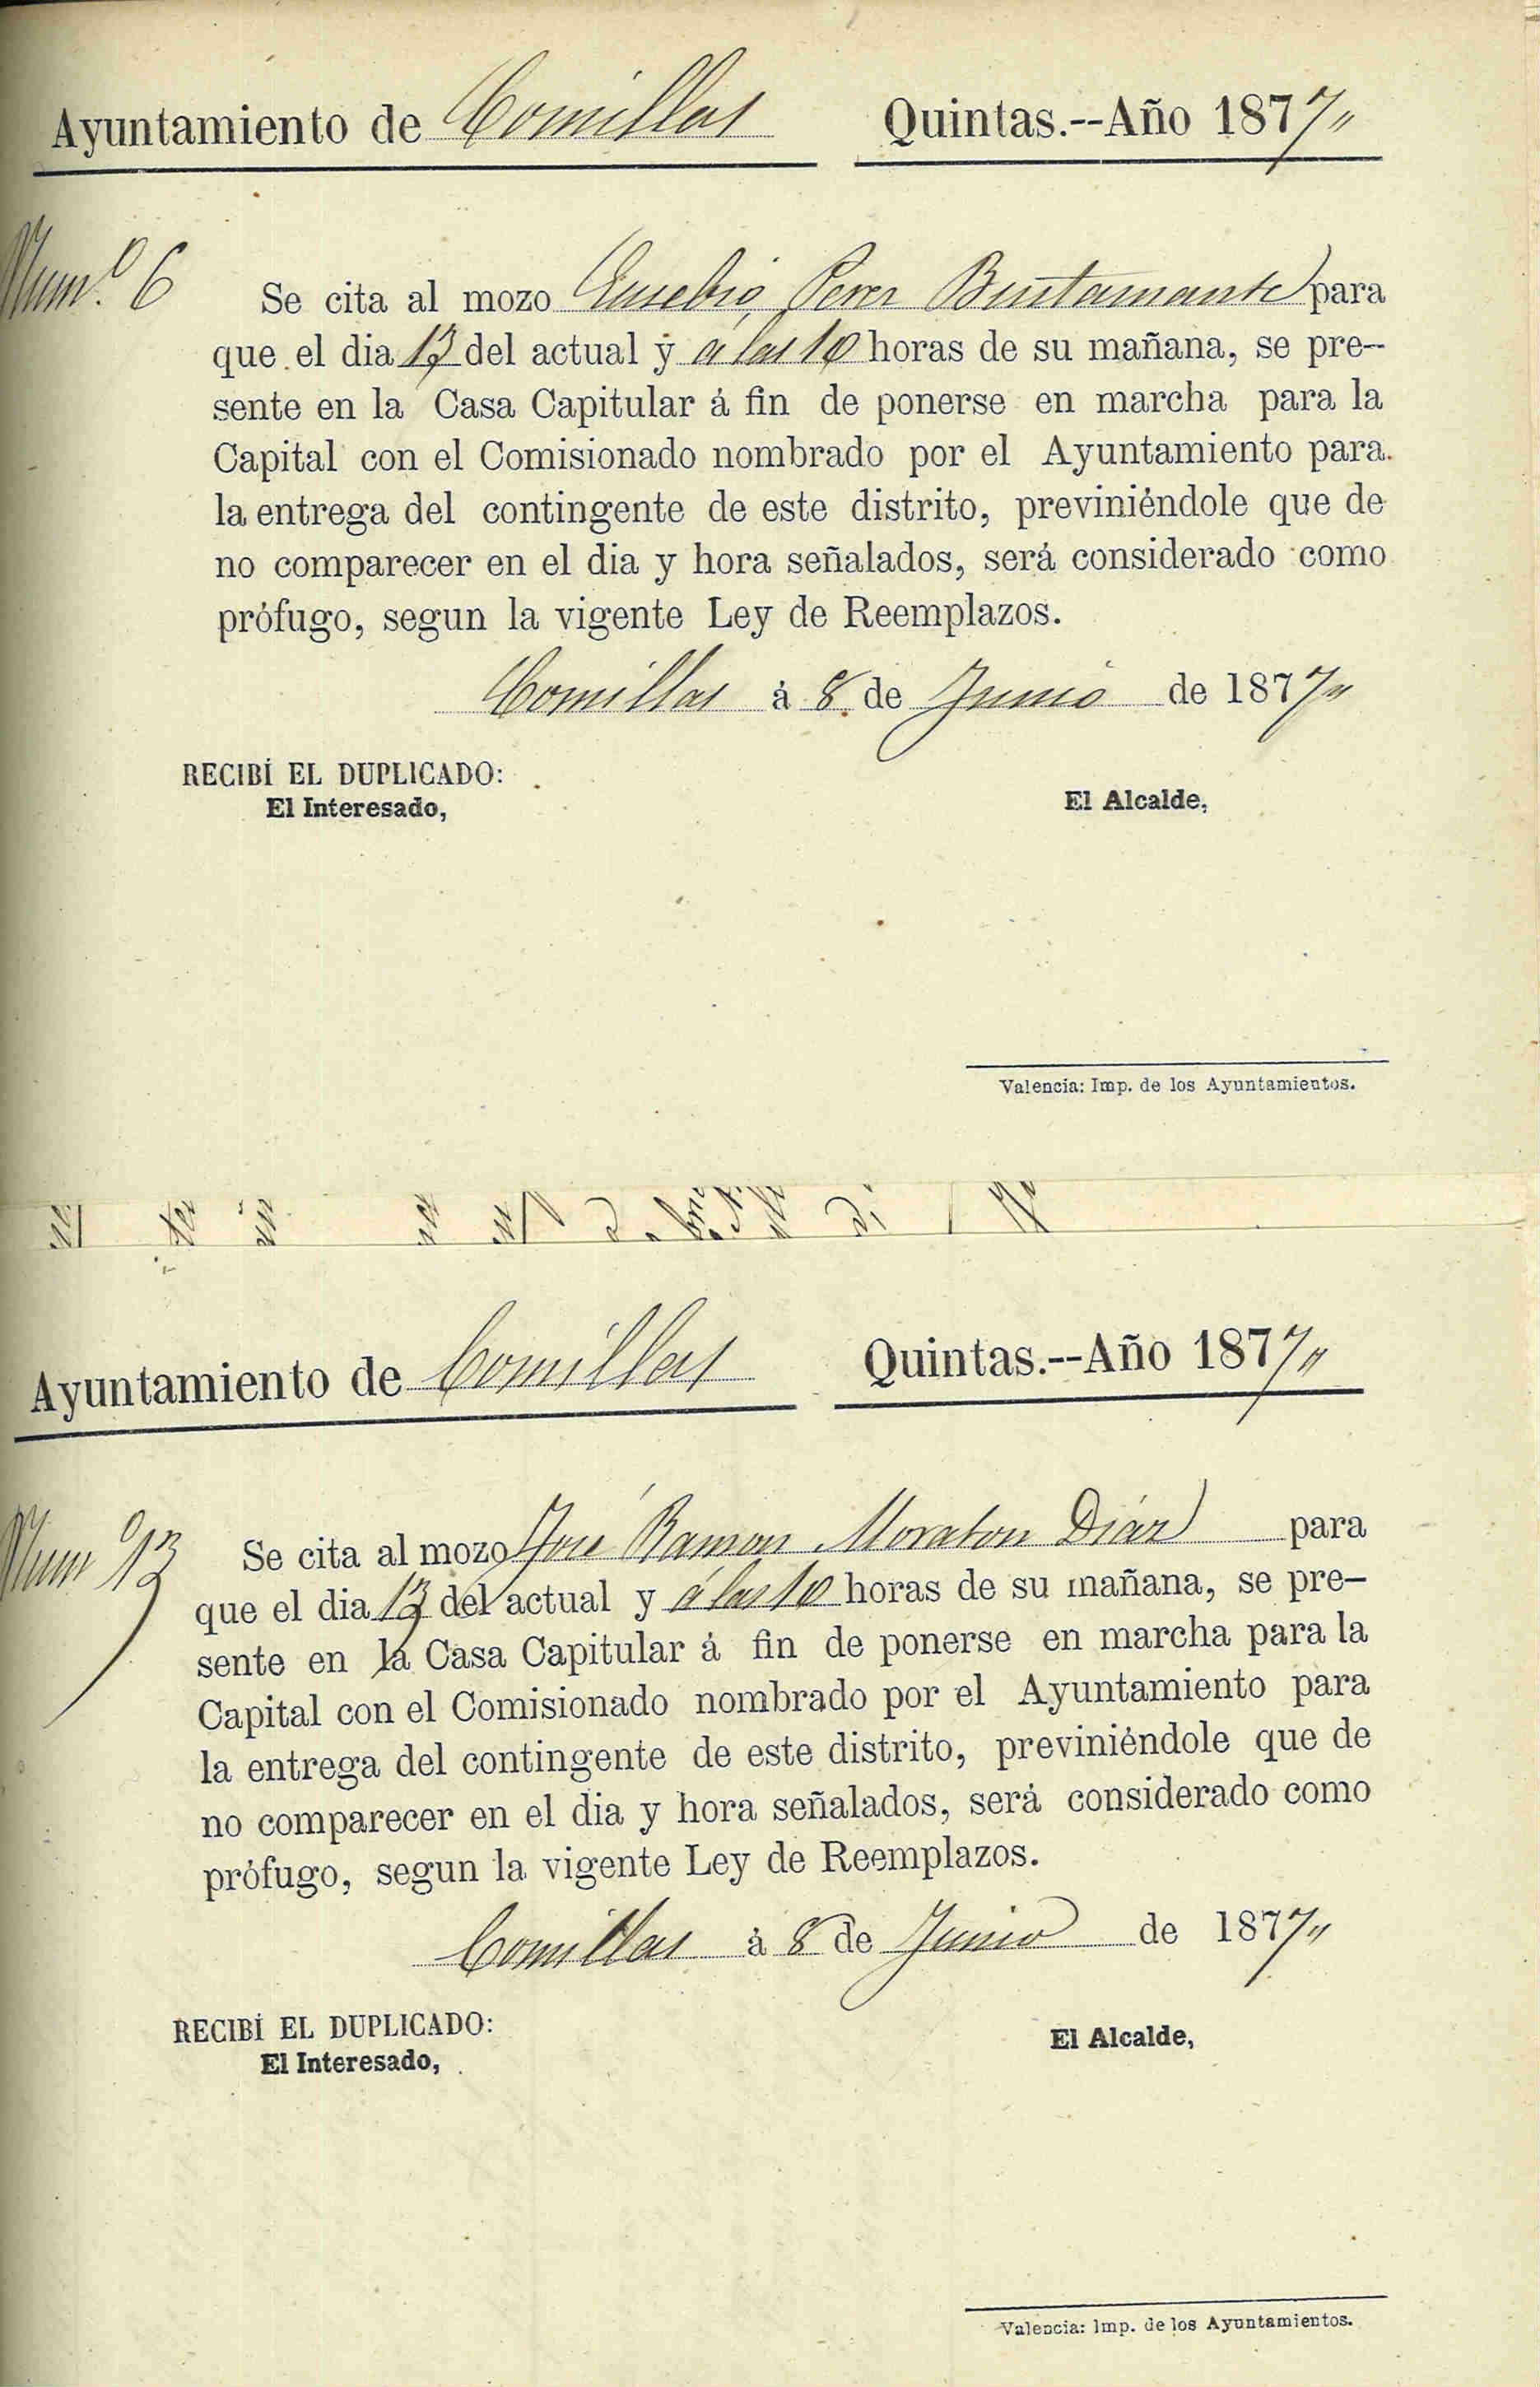 Ayuntamiento de Comillas Quintas.--Año 1877
Numº 6
Se cita al mozo Eusebio Perez Bustamante para
que el dia 13 del actual y á las 10 horas de su mañana, se pre-
sente en la Casa Capitular á fin de ponerse en marcha para la
Capital con el Comisionado nombrado por el Ayuntamiento para
la entrega del contingente de este distrito, previniéndole que de
no comparecer en el dia y hora señalados, será considerado como
prófugo, segun la vigente Ley de Reemplazos.
Comillas á 8 de Junio de 1877
RECIBÍ EL DUPLICADO:
El Interesado,
El Alcalde,
Valencia: Imp. de los Ayuntamientos.
Ayuntamiento de Comillas Quintas.--Año 1877
Numº 13
Se cita al mozo José Ramon Moraton Diáz para
que el dia 13 del actual y á las 10 horas de su mañana, se pre-
sente en la Casa Capitular á fin de ponerse en marcha para la
Capital con el Comisionado nombrado por el Ayuntamiento para
la entrega del contingente de este distrito, previniéndole que de
no comparecer en el dia y hora señalados, será considerado como
prófugo, segun la vigente Ley de Reemplazos.
Comillas á 8 de Junio de 1877
RECIBÍ EL DUPLICADO:
El Interesado,
El Alcalde,
Valencia: Imp. de los Ayuntamientos.